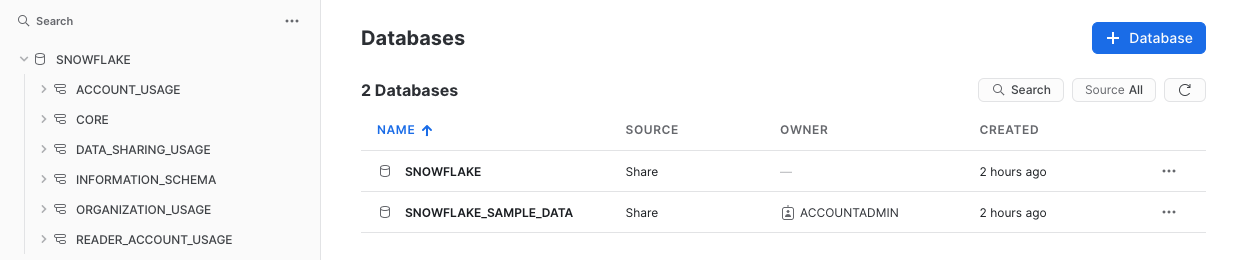 Search
SNOWFLAKE
ACCOUNT_USAGE
CORE
DATA_SHARING_USAGE
INFORMATION_SCHEMA
ORGANIZATION_USAGE
READER_ACCOUNT_USAGE
Databases
+ Database
2 Databases
Search
Source All
NAME SOURCE OWNER CREATED
SNOWFLAKE Share — 2 hours ago
SNOWFLAKE_SAMPLE_DATA Share ACCOUNTADMIN 2 hours ago